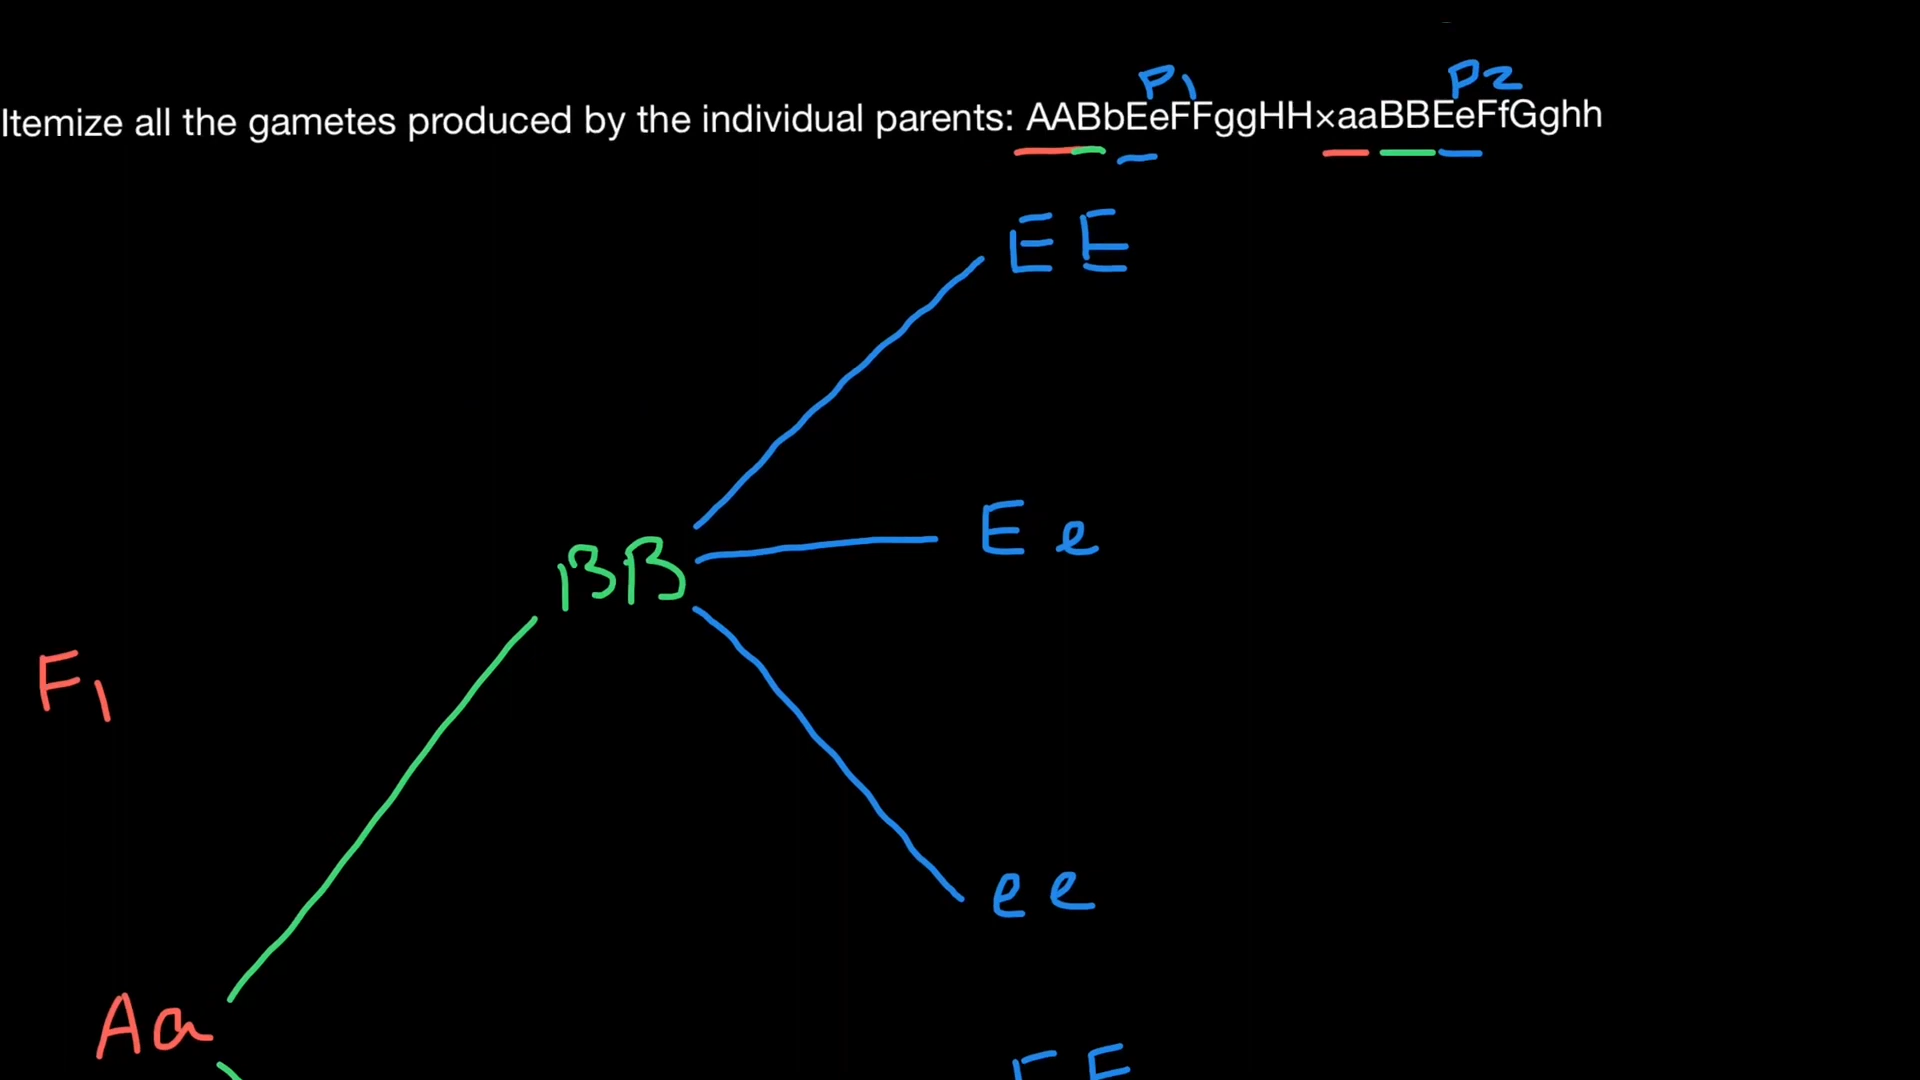 P1 P2
Itemize all the gametes produced by the individual parents: AABbEeFFggHH×aaBBEeFfGghh
EE
Ee
BB
F1
ee
Aa
EE